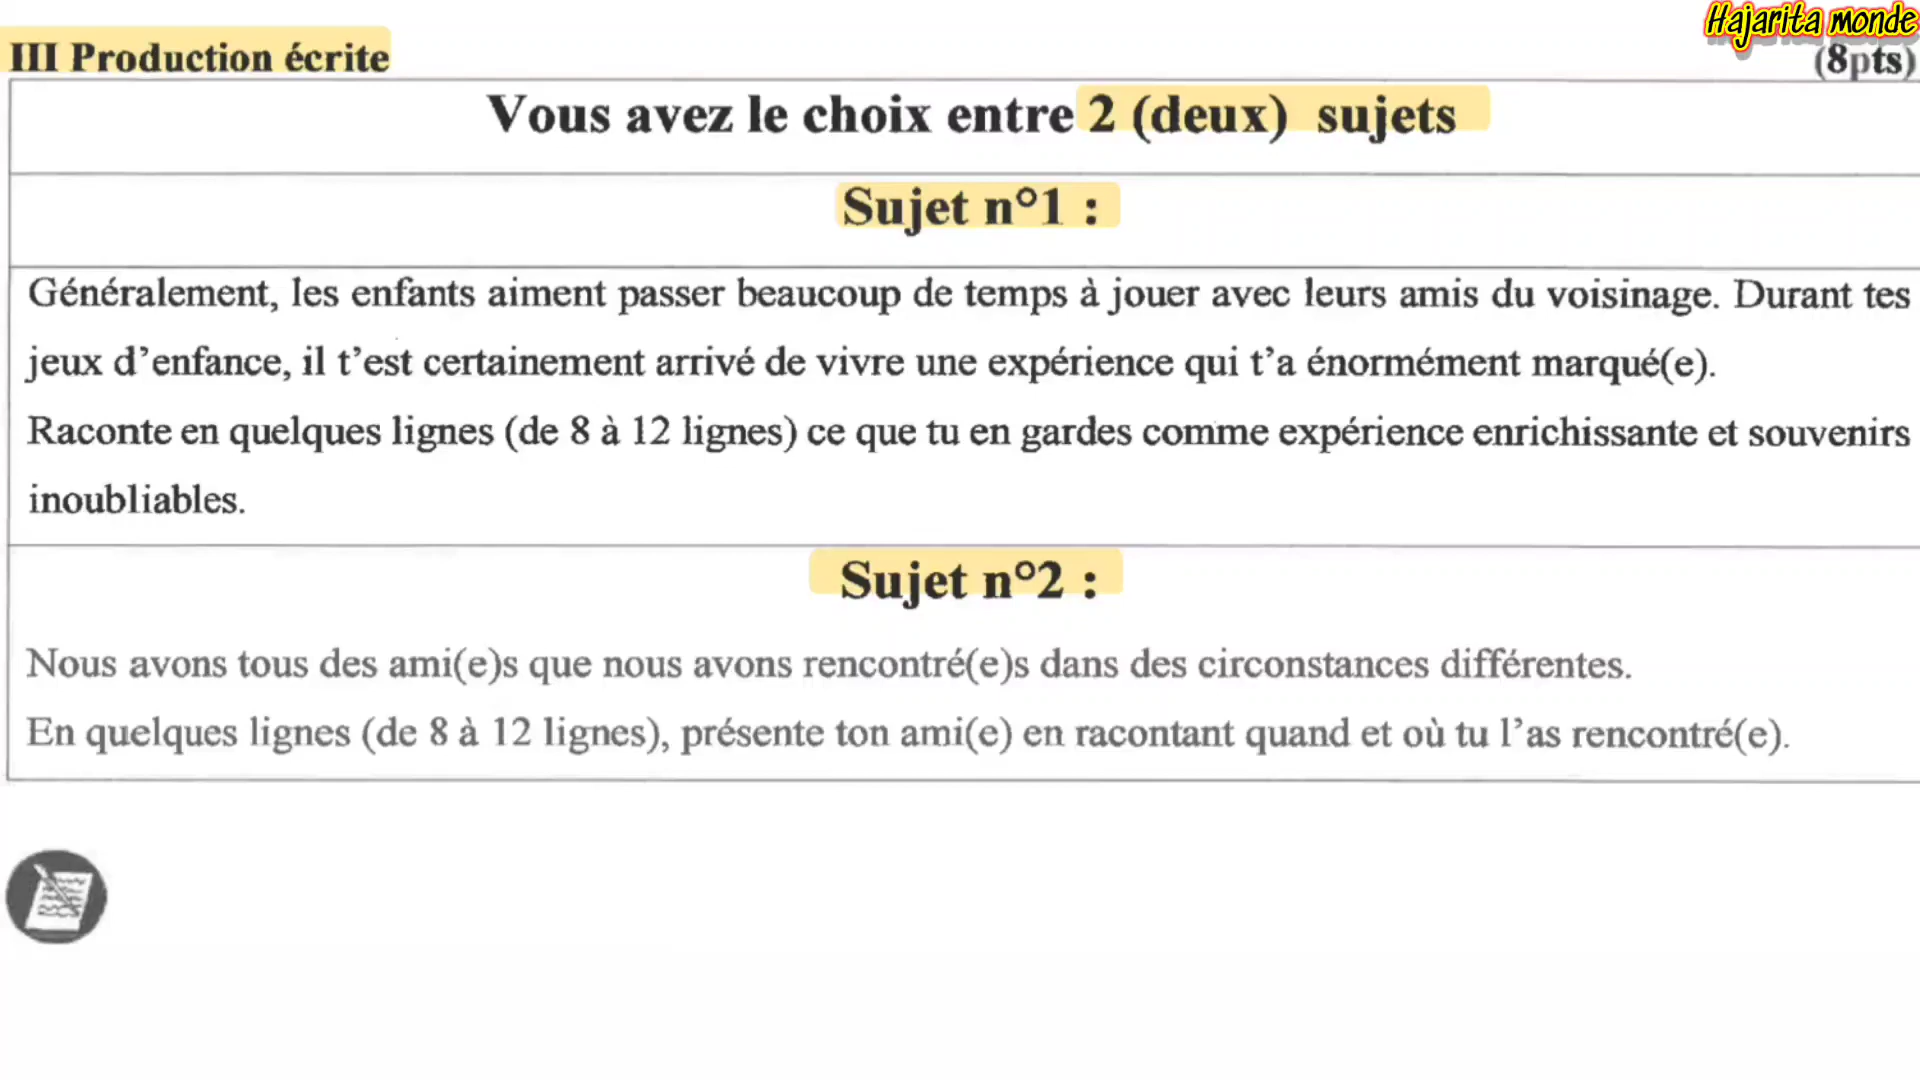 Hajarita monde
III Production écrite
(8pts)
Vous avez le choix entre 2 (deux) sujets
Sujet n°1 :
Généralement, les enfants aiment passer beaucoup de temps à jouer avec leurs amis du voisinage. Durant tes
jeux d’enfance, il t’est certainement arrivé de vivre une expérience qui t’a énormément marqué(e).
Raconte en quelques lignes (de 8 à 12 lignes) ce que tu en gardes comme expérience enrichissante et souvenirs
inoubliables.
Sujet n°2 :
Nous avons tous des ami(e)s que nous avons rencontré(e)s dans des circonstances différentes.
En quelques lignes (de 8 à 12 lignes), présente ton ami(e) en racontant quand et où tu l’as rencontré(e).